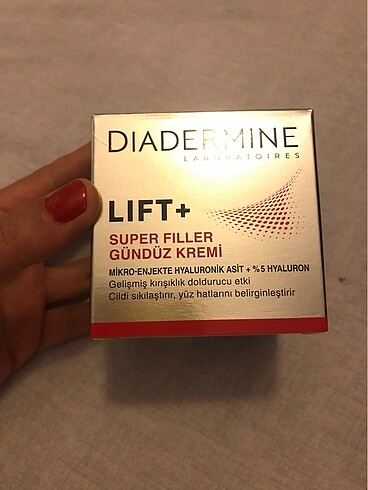 DIADERMINE
LABORATOIRES
LIFT+
SUPER FILLER
GÜNDÜZ KREMİ
MİKRO-ENJEKTE HYALURONİK ASİT + %5 HYALURON
Gelişmiş kırışıklık doldurucu etki
Cildi sıkılaştırır, yüz hatlarını belirginleştirir